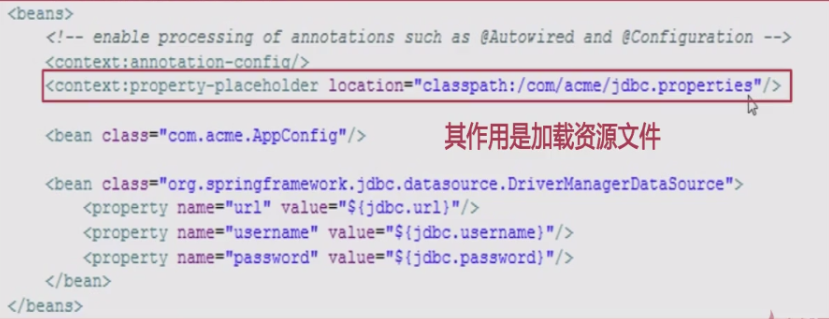 <beans>
<!-- enable processing of annotations such as @Autowired and @Configuration -->
<context:annotation-config/>
<context:property-placeholder location="classpath:/com/acme/jdbc.properties"/>
<bean class="com.acme.AppConfig"/>
其作用是加载资源文件
<bean class="org.springframework.jdbc.datasource.DriverManagerDataSource">
<property name="url" value="${jdbc.url}"/>
<property name="username" value="${jdbc.username}"/>
<property name="password" value="${jdbc.password}"/>
</bean>
</beans>